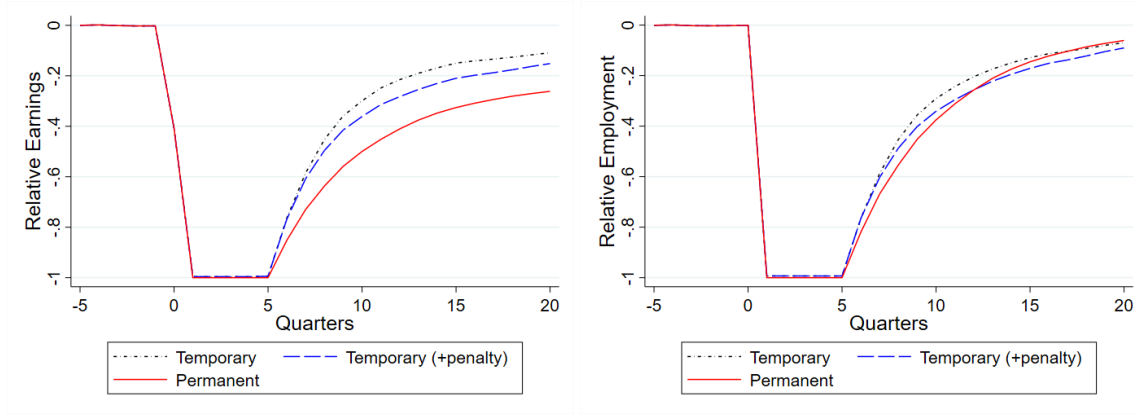 Relative Earnings
0
-.2
-.4
-.6
-.8
-1
-5 0 5 10 15 20
Quarters
Temporary Temporary (+penalty)
Permanent
Relative Employment
0
-.2
-.4
-.6
-.8
-1
-5 0 5 10 15 20
Quarters
Temporary Temporary (+penalty)
Permanent